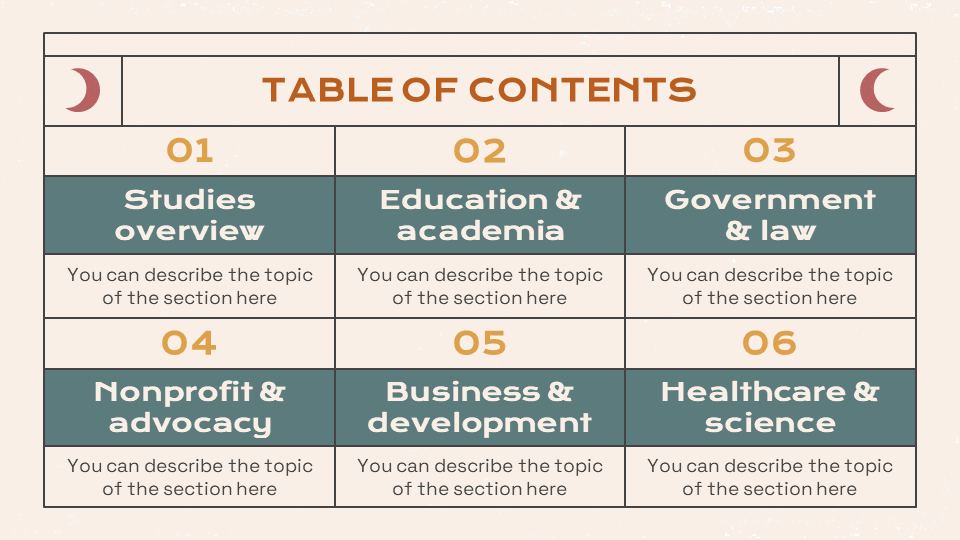 TABLE OF CONTENTS
01
02
03
Studies
overview
Education &
academia
Government
& law
You can describe the topic
of the section here
You can describe the topic
of the section here
You can describe the topic
of the section here
04
05
06
Nonprofit &
advocacy
Business &
development
Healthcare &
science
You can describe the topic
of the section here
You can describe the topic
of the section here
You can describe the topic
of the section here